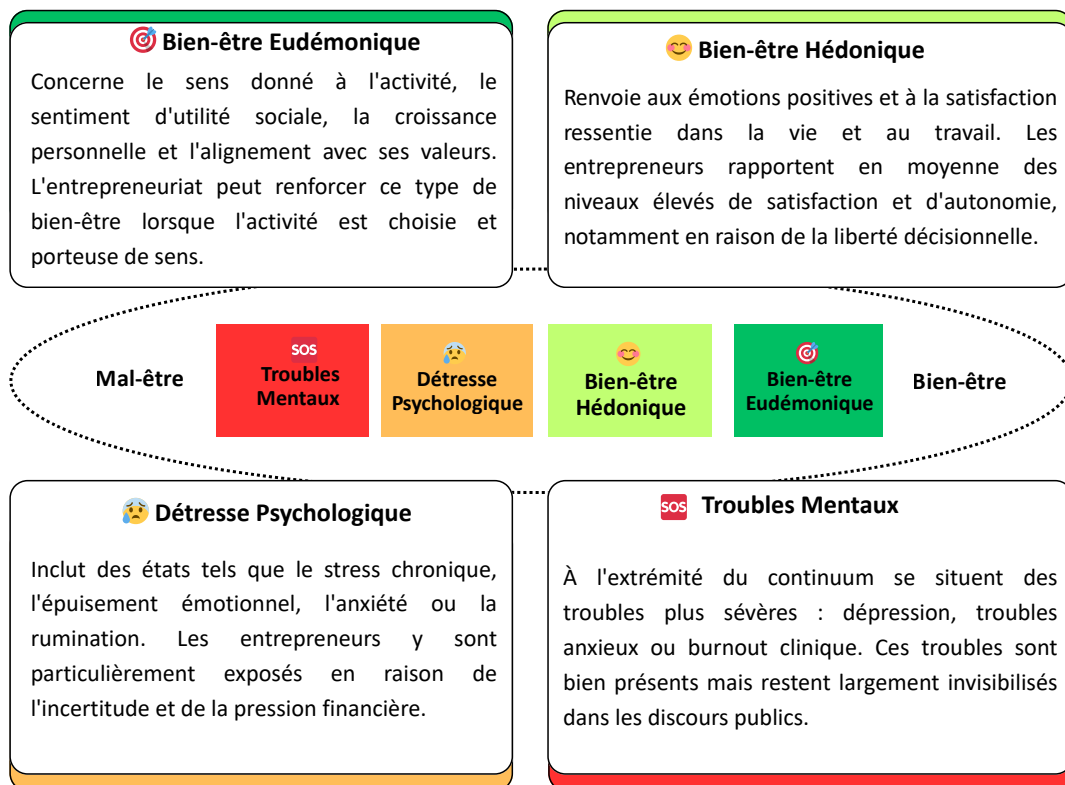 🎯 Bien-être Eudémonique
Concerne le sens donné à l'activité, le
sentiment d'utilité sociale, la croissance
personnelle et l'alignement avec ses valeurs.
L'entrepreneuriat peut renforcer ce type de
bien-être lorsque l'activité est choisie et
porteuse de sens.
😊 Bien-être Hédonique
Renvoie aux émotions positives et à la satisfaction
ressentie dans la vie et au travail. Les
entrepreneurs rapportent en moyenne des
niveaux élevés de satisfaction et d'autonomie,
notamment en raison de la liberté décisionnelle.
Mal-être
SOS
Troubles
Mentaux
😰
Détresse
Psychologique
😊
Bien-être
Hédonique
🎯
Bien-être
Eudémonique
Bien-être
😰 Détresse Psychologique
Inclut des états tels que le stress chronique,
l'épuisement émotionnel, l'anxiété ou la
rumination. Les entrepreneurs y sont
particulièrement exposés en raison de
l'incertitude et de la pression financière.
SOS Troubles Mentaux
À l'extrémité du continuum se situent des
troubles plus sévères : dépression, troubles
anxieux ou burnout clinique. Ces troubles sont
bien présents mais restent largement invisibilisés
dans les discours publics.